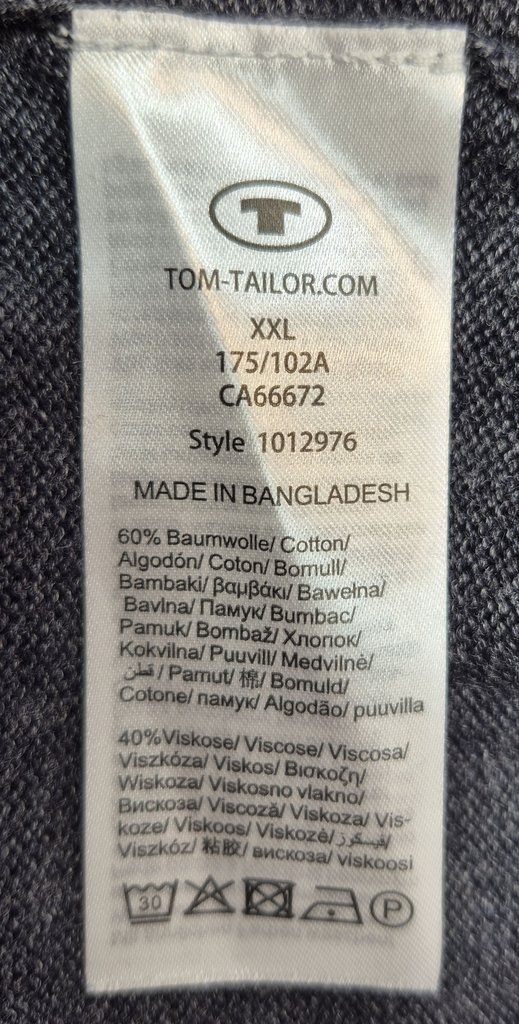 T
TOM-TAILOR.COM
XXL
175/102A
CA66672
Style 1012976
MADE IN BANGLADESH
60% Baumwolle/ Cotton/
Algodón/ Coton/ Bomull/
Bambaki/ βαμβάκι/ Bawełna/
Bavlna/ Памук/ Bumbac/
Pamuk/ Bombaž/ Хлопок/
Kokvilna/ Puuvill/ Medvilnė/
قطن/ Pamut/ 棉/ Bomuld/
Cotone/ памук/ Algodão/ puuvilla
40%Viskose/ Viscose/ Viscosa/
Viszkóza/ Viskos/ Βισκοζη/
Wiskoza/ Viskosno vlakno/
Вискоза/ Viscoză/ Viskoza/ Vis-
koze/ Viskoos/ Viskozė/ فيسكوز/
Viszkóz/ 粘胶/ вискоза/ viskoosi
30 P